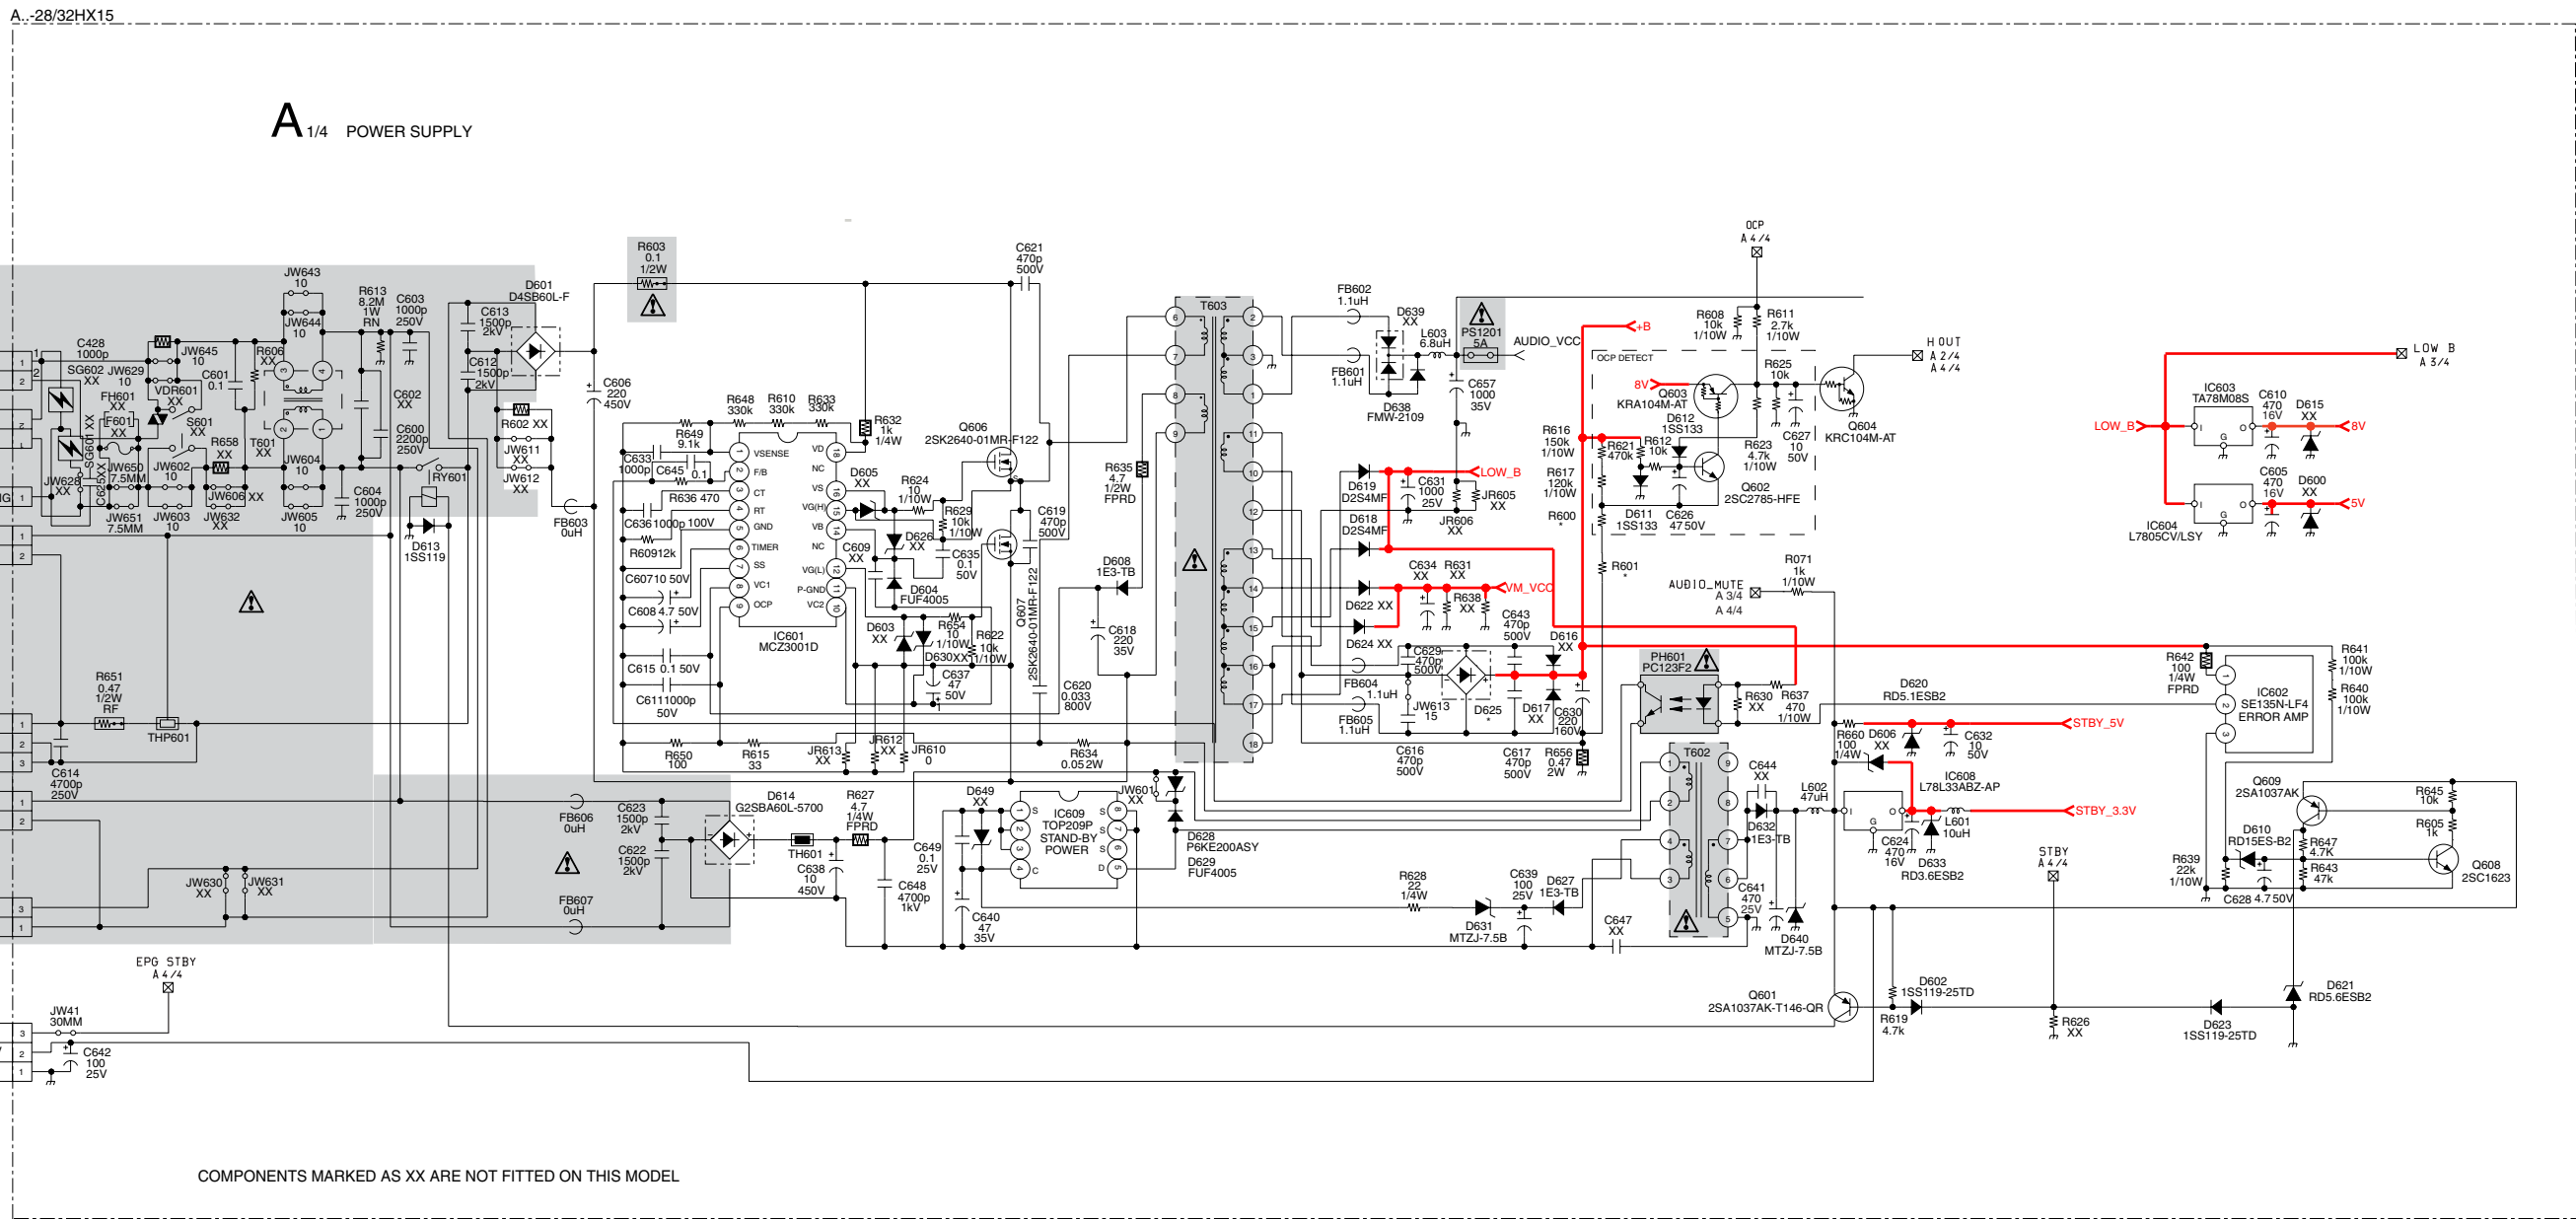 A..-28/32HX15
A 1/4 POWER SUPPLY
JW643
10
JW644
10
R613
8.2M
1W
RN
C603
1000p
250V
C613
1500p
2kV
D601
D4SB60L-F
R603
0.1
1/2W
C621
470p
500V
C428
1000p
SG602
XX
JW629
10
JW645
10
VDR601
XX
C601
0.1
R606
XX
C612
1500p
2kV
FH601
XX
F601
XX
S601
XX
R658
XX
T601
XX
C602
XX
C600
2200p
250V
R602 XX
JW611
XX
JW612
XX
SG601 XX
JW628
XX
C625XX
JW650
7.5MM
JW602
10
JW606
XX
JW604
10
JW651
7.5MM
JW603
10
JW632
XX
JW605
10
C604
1000p
250V
RY601
D613
1SS119
FB603
0uH
C606
220
450V
R648
330k
R610
330k
R633
330k
R632
1k
1/4W
R649
9.1k
C633
1000p
C645
0.1
R636 470
C636 1000p 100V
R609 12k
C607 10 50V
C608 4.7 50V
C615 0.1 50V
C611 1000p
50V
VSENSE
F/B
CT
RT
GND
TIMER
SS
VC1
OCP
VD
NC
VS
VG(H)
VB
NC
VG(L)
P-GND
VC2
IC601
MCZ3001D
D605
XX
R624
10
1/10W
R629
10k
1/10W
D626
XX
C609
XX
C635
0.1
50V
D604
FUF4005
D603
XX
R654
10
1/10W
D630XX
R622
10k
1/10W
C637
47
50V
Q606
2SK2640-01MR-F122
Q607
2SK2640-01MR-F 122
C619
470p
500V
C620
0.033
800V
R635
4.7
1/2W
FPRD
D608
1E3-TB
C618
220
35V
R650
100
R615
33
JR613
XX
JR612
XX
JR610
0
R634
0.05 2W
T603
FB602
1.1uH
FB601
1.1uH
D639
XX
D638
FMW-2109
L603
6.8uH
PS1201
5A
AUDIO_VCC
C657
1000
35V
D619
D2S4MF
C631
1000
25V
LOW_B
JR605
XX
JR606
XX
D618
D2S4MF
D622 XX
D624 XX
C634
XX
R631
XX
R638
XX
VM_VCC
C643
470p
500V
D616
XX
C629
470p
500V
FB604
1.1uH
FB605
1.1uH
JW613
15
D625
*
D617
XX
C630
220
160V
C616
470p
500V
C617
470p
500V
R656
0.47
2W
+B
OCP
A 4/4
R608
10k
1/10W
R611
2.7k
1/10W
OCP DETECT
8V
Q603
KRA104M-AT
R625
10k
D612
1SS133
R616
150k
1/10W
R621
470k
R612
10k
R617
120k
1/10W
R623
4.7k
1/10W
C627
10
50V
Q604
KRC104M-AT
Q602
2SC2785-HFE
D611
1SS133
C626
47 50V
R600
*
R601
*
H OUT
A 2/4
A 4/4
AUDIO_MUTE
A 3/4
A 4/4
R071
1k
1/10W
PH601
PC123F2
R630
XX
R637
470
1/10W
D620
RD5.1ESB2
R660
100
1/4W
D606
XX
C632
10
50V
STBY_5V
IC608
L78L33ABZ-AP
STBY_3.3V
L601
10uH
C624
470
16V
D633
RD3.6ESB2
T602
C644
XX
L602
47uH
D632
1E3-TB
C641
470
25V
D640
MTZJ-7.5B
LOW B
A 3/4
IC603
TA78M08S
C610
470
16V
D615
XX
LOW_B
8V
C605
470
16V
D600
XX
5V
IC604
L7805CV/LSY
R642
100
1/4W
FPRD
R641
100k
1/10W
R640
100k
1/10W
IC602
SE135N-LF4
ERROR AMP
Q609
2SA1037AK
R645
10k
R605
1k
D610
RD15ES-B2
R647
4.7K
R643
47k
R639
22k
1/10W
C628 4.7 50V
Q608
2SC1623
STBY
A 4/4
R651
0.47
1/2W
RF
THP601
C614
4700p
250V
JW630
XX
JW631
XX
FB606
0uH
FB607
0uH
C623
1500p
2kV
C622
1500p
2kV
D614
G2SBA60L-5700
TH601
R627
4.7
1/4W
FPRD
C638
10
450V
C649
0.1
25V
C648
4700p
1kV
D649
XX
C640
47
35V
IC609
TOP209P
STAND-BY
POWER
JW601
XX
D628
P6KE200ASY
D629
FUF4005
R628
22
1/4W
D631
MTZJ-7.5B
C639
100
25V
D627
1E3-TB
C647
XX
Q601
2SA1037AK-T146-QR
R619
4.7k
D602
1SS119-25TD
R626
XX
D623
1SS119-25TD
D621
RD5.6ESB2
EPG STBY
A 4/4
JW41
30MM
C642
100
25V
COMPONENTS MARKED AS XX ARE NOT FITTED ON THIS MODEL